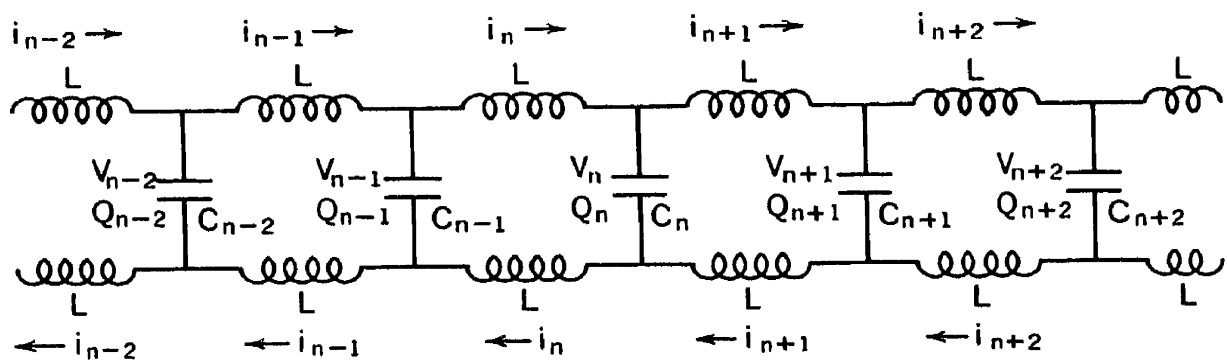 i_{n-2} → i_{n-1} → i_n → i_{n+1} → i_{n+2} →
L L L L L L
V_{n-2} V_{n-1} V_n V_{n+1} V_{n+2}
Q_{n-2} C_{n-2} Q_{n-1} C_{n-1} Q_n C_n Q_{n+1} C_{n+1} Q_{n+2} C_{n+2}
L L L L L L
← i_{n-2} ← i_{n-1} ← i_n ← i_{n+1} ← i_{n+2}